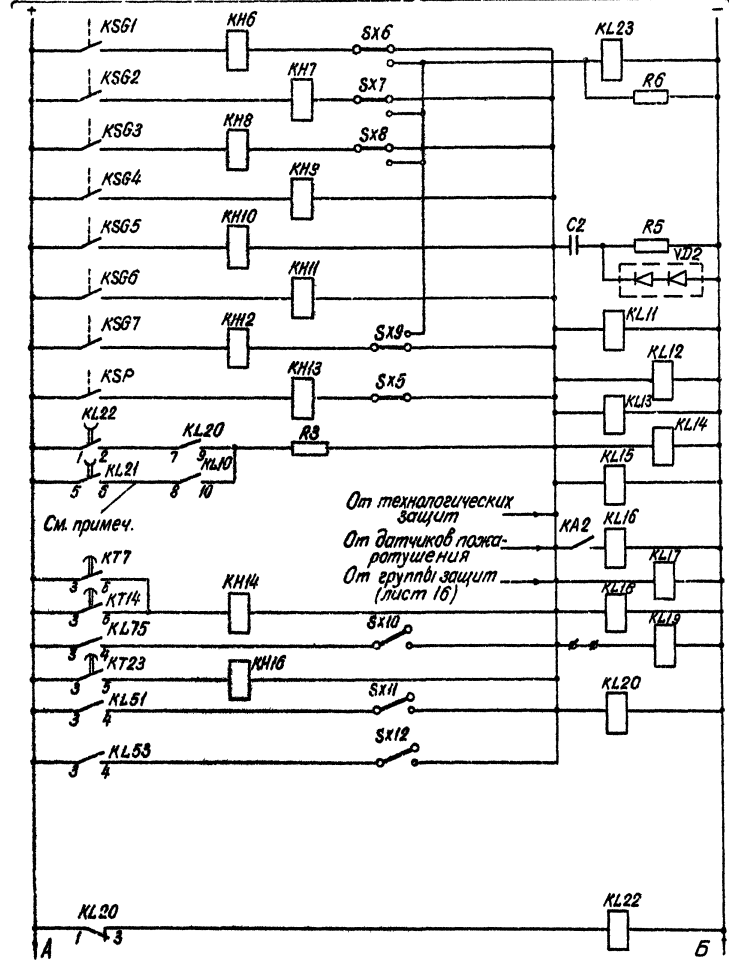 + −
KSG1 KH6 SX6 KL23
KSG2 KH7 SX7 R6
KSG3 KH8 SX8
KSG4 KH9
KSG5 KH10 C2 R5
VD2
KSG6 KH11 KL11
KSG7 KH12 SX9 KL12
KSP KH13 SX5 KL13
KL22 KL20 R3 KL14
1 2 7 9
KL21 KL10 KL15
5 6 8 10
См. примеч.
От технологических
защит
От датчиков пожа-
ротушения
KA2 KL16
От группы защит
(лист 16)
KL17
KT7
3 6
KT14 KH14 KL18
3 5
KL75 SX10 KL19
3 4
KT23 KH16
3 5
KL51 SX11 KL20
3 4
KL53 SX12
3 4
KL20 KL22
1 3
А Б